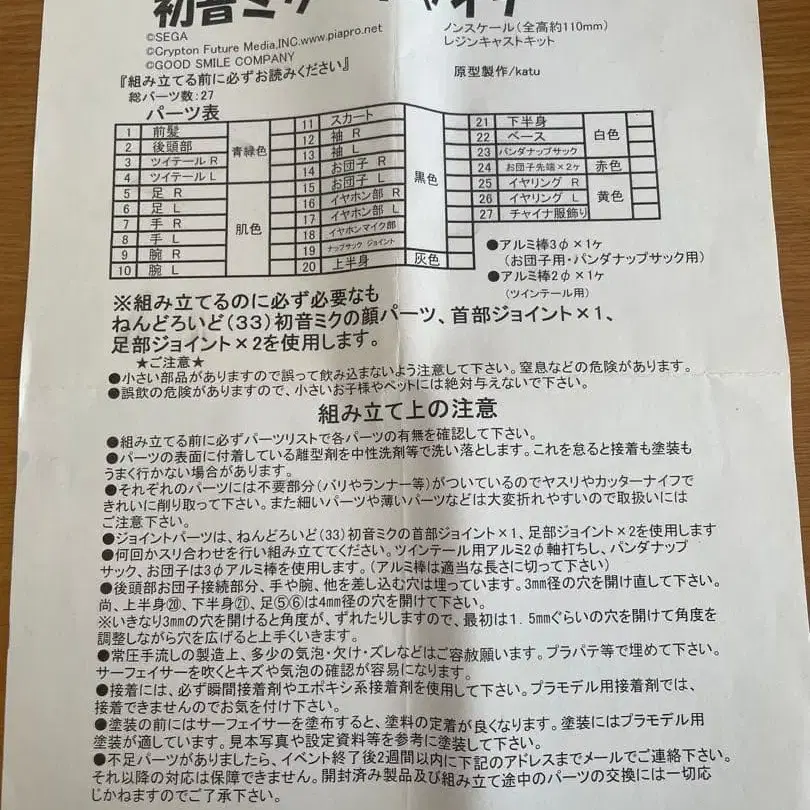 初音ミク チャイナ
©SEGA
©Crypton Future Media,INC.www.piapro.net
©GOOD SMILE COMPANY
ノンスケール(全高約110mm)
レジンキャストキット
『組み立てる前に必ずお読みください』
原型製作/katu
総パーツ数:27
パーツ表
1 前髪
2 後頭部
3 ツイテール R
4 ツイテール L
青緑色
5 足 R
6 足 L
7 手 R
8 手 L
9 腕 R
10 腕 L
肌色
11 スカート
12 袖 R
13 袖 L
14 お団子 R
15 お団子 L
16 イヤホン部 R
17 イヤホン部 L
18 イヤホンマイク部
19 ナップサック ジョイント
黒色
20 上半身
灰色
21 下半身
22 ベース
23 パンダナップサック
白色
24 お団子先端×2ヶ
赤色
25 イヤリング R
26 イヤリング L
27 チャイナ服飾り
黄色
●アルミ棒3φ×1ヶ
(お団子用・パンダナップサック用)
●アルミ棒2φ×1ヶ
(ツインテール用)
※組み立てるのに必ず必要なも
ねんどろいど(33)初音ミクの顔パーツ、首部ジョイント×1、
足部ジョイント×2を使用します。
★ご注意★
●小さい部品がありますので誤って飲み込まないよう注意して下さい。窒息などの危険があります。
●誤飲の危険がありますので、小さいお子様やペットには絶対与えないで下さい。
組み立て上の注意
●組み立てる前に必ずパーツリストで各パーツの有無を確認して下さい。
●パーツの表面に付着している離型剤を中性洗剤等で洗い落とします。これを怠ると接着も塗装も
うまく行かない場合があります。
●それぞれのパーツには不要部分(バリやランナー等)がついているのでヤスリやカッターナイフで
きれいに削り取って下さい。また細いパーツや薄いパーツなどは大変折れやすいので取扱いには
ご注意下さい。
●ジョイントパーツは、ねんどろいど(33)初音ミクの首部ジョイント×1、足部ジョイント×2を使用します
●何回かスリ合わせを行い組み立ててください。ツインテール用アルミ2φ軸打ちし、パンダナップ
サック、お団子は3φアルミ棒を使用します。(アルミ棒は適当な長さに切って下さい)
●後頭部お団子接続部分、手や腕、他を差し込む穴は埋っています。3mm径の穴を開け直して下さい。
尚、上半身⑳、下半身㉑、足⑤⑥は4mm径の穴を開けて下さい。
※いきなり3mmの穴を開けると角度が、ずれたりしますので、最初は1.5mmぐらいの穴を開けて角度を
調整しながら穴を広げると上手くいきます。
●常圧手流しの製造上、多少の気泡・欠け・ズレなどはご容赦願います。プラパテ等で埋めて下さい。
サーフェイサーを吹くとキズや気泡の確認が容易になります。
●接着には、必ず瞬間接着剤やエポキシ系接着剤を使用して下さい。プラモデル用接着剤では、
接着できませんのでお気を付け下さい。
●塗装の前にはサーフェイサーを塗布すると、塗料の定着が良くなります。塗装にはプラモデル用
塗装が適しています。見本写真や設定資料等を参考に塗装して下さい。
●不足パーツがありましたら、イベント終了後2週間以内に下記のアドレスまでメールでご連絡下さい。
それ以降の対応は保障できません。開封済み製品及び組み立て途中のパーツの交換には一切応
じかねますのでご了承下さい。